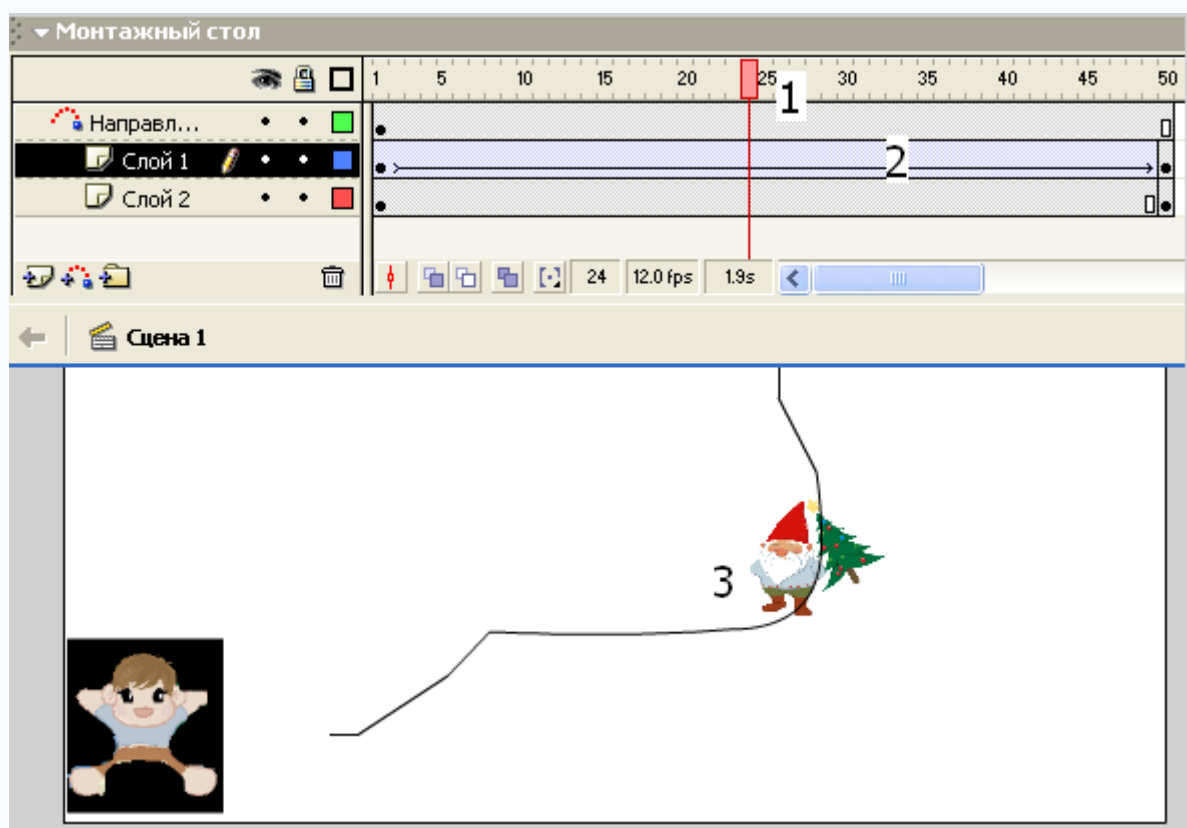 Монтажный стол
1 5 10 15 20 25 30 35 40 45 50
1
Направл...
Слой 1
2
Слой 2
24 12.0 fps 1.9s
Сцена 1
3